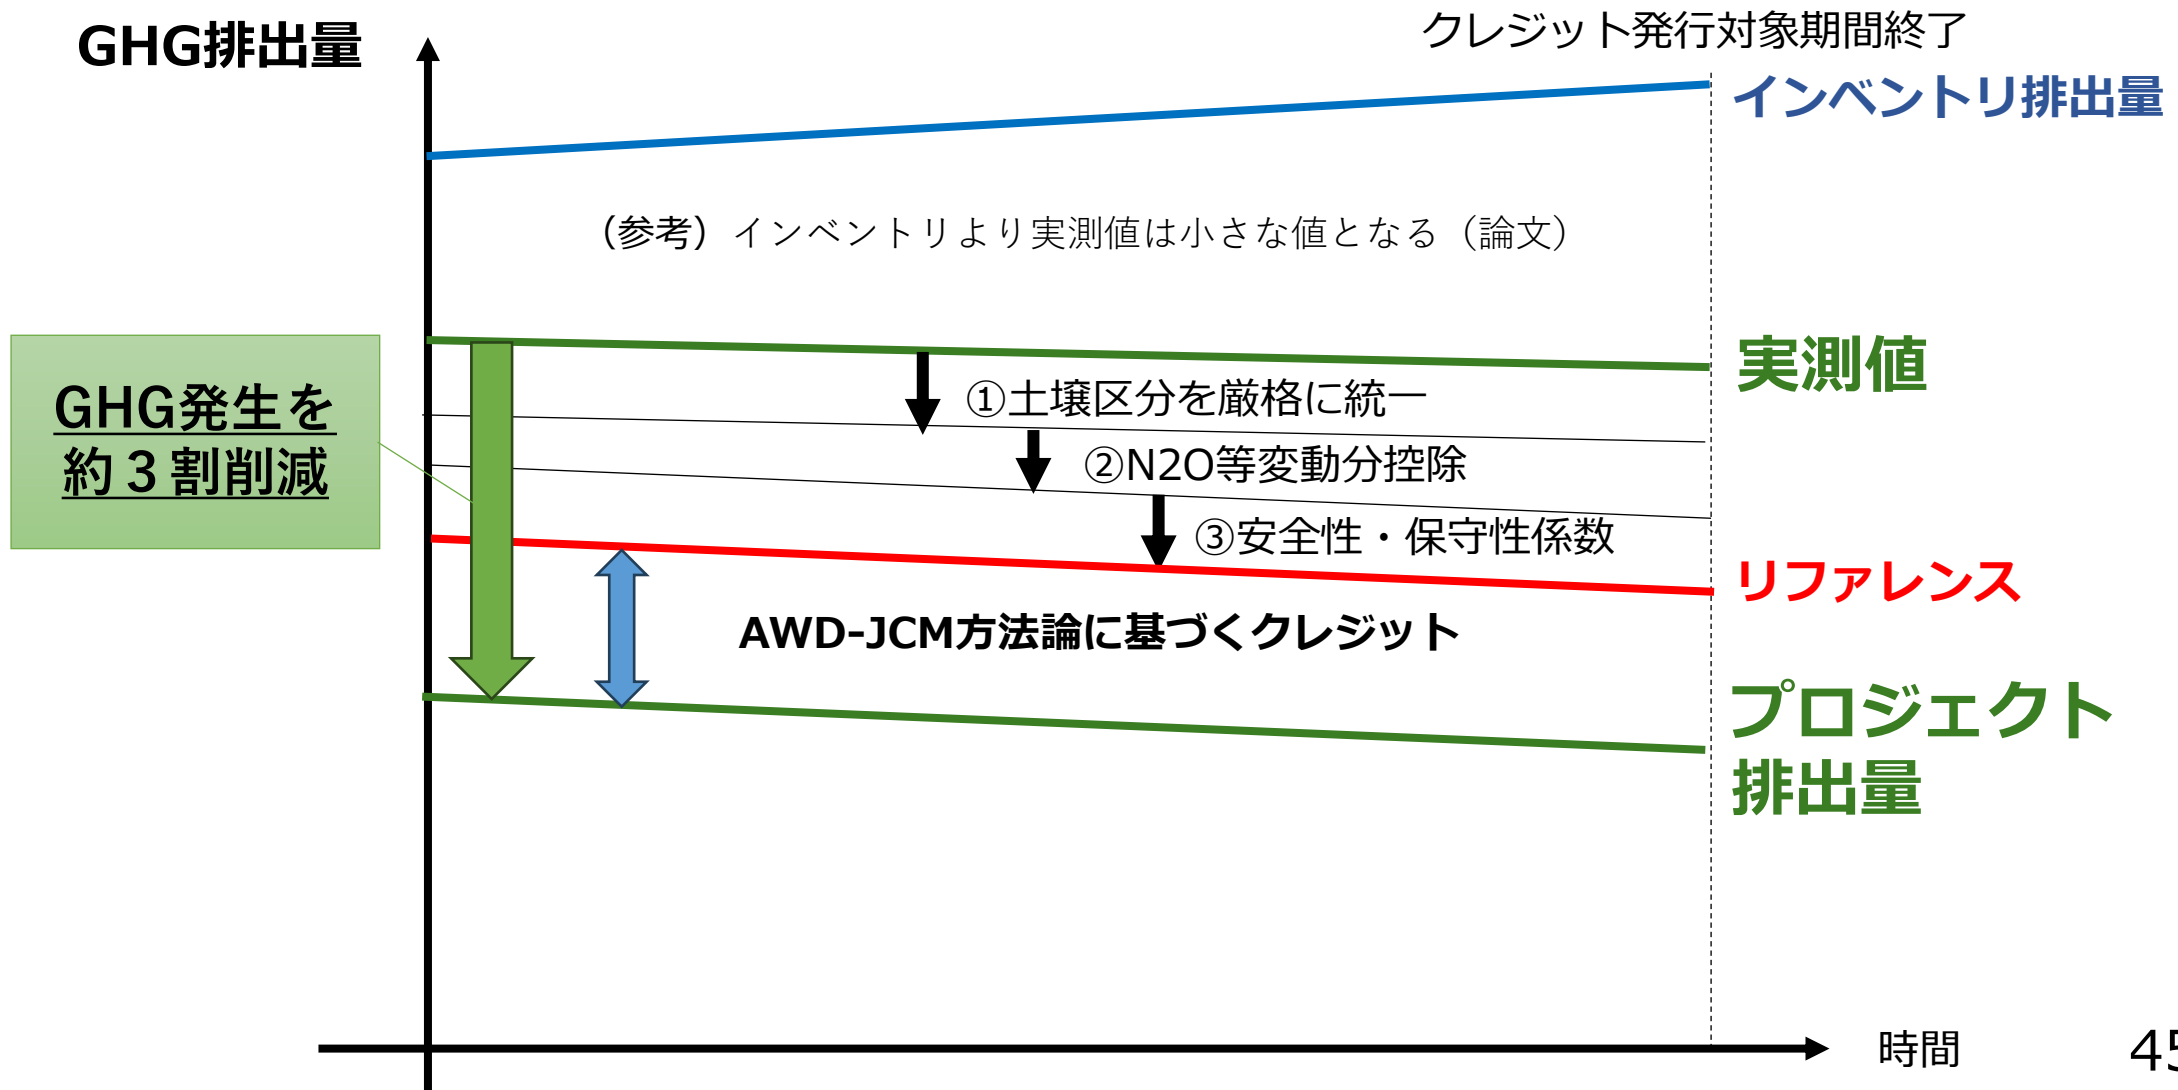 GHG排出量
クレジット発行対象期間終了
インベントリ排出量
（参考）インベントリより実測値は小さな値となる（論文）
実測値
GHG発生を
約３割削減
①土壌区分を厳格に統一
②N2O等変動分控除
③安全性・保守性係数
リファレンス
AWD-JCM方法論に基づくクレジット
プロジェクト
排出量
時間
45